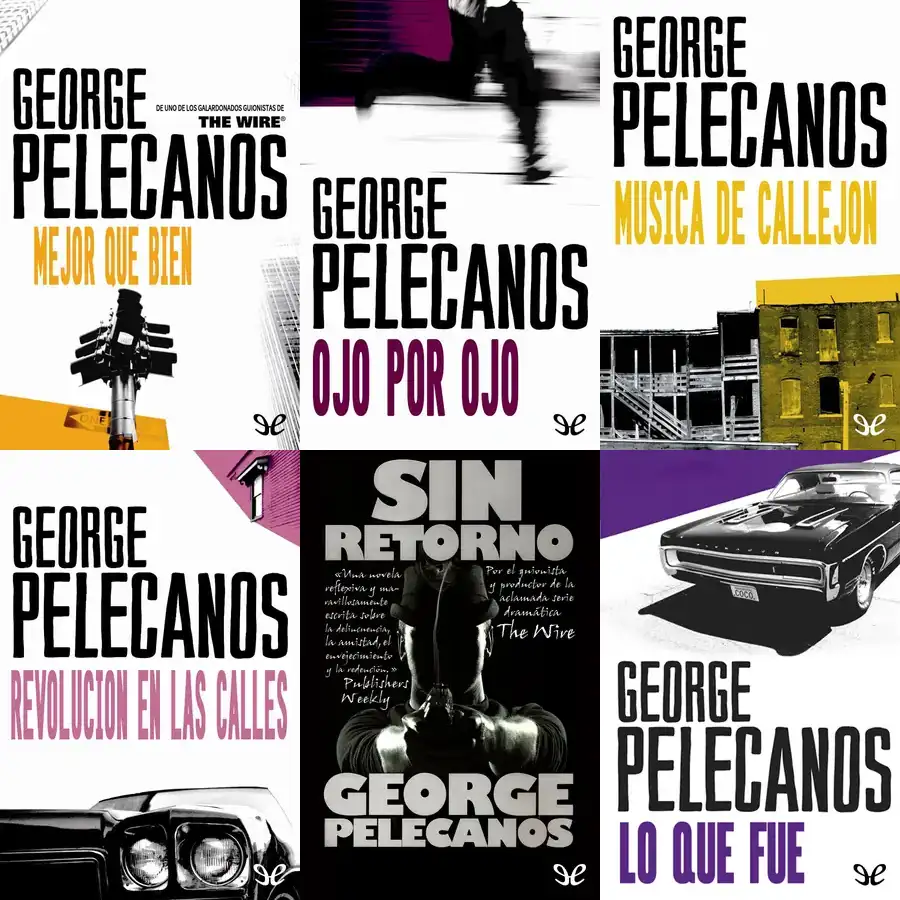 GEORGE
DE UNO DE LOS GALARDONADOS GUIONISTAS DE
THE WIRE®
PELECANOS
MEJOR QUE BIEN
ONE
GEORGE
PELECANOS
OJO POR OJO
GEORGE
PELECANOS
MUSICA DE CALLEJON
GEORGE
PELECANOS
REVOLUCION EN LAS CALLES
SIN
RETORNO
«Una novela
reflexiva y ma-
ravillosamente
escrita sobre
la delincuencia,
la amistad, el
envejecimiento
y la redención.»
Publishers
Weekly
Por el guionista
y productor de la
aclamada serie
dramática
The Wire
GEORGE
PELECANOS
COCO
GEORGE
PELECANOS
LO QUE FUE